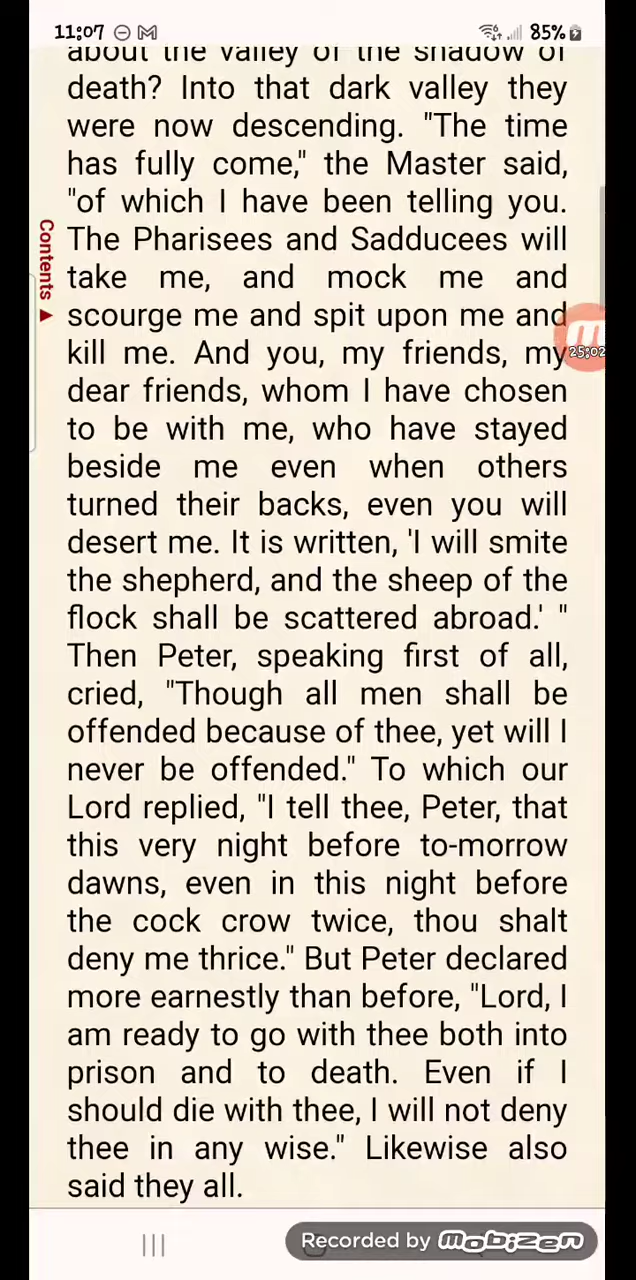 11:07 85%
about the valley of the shadow of
death? Into that dark valley they
were now descending. "The time
has fully come," the Master said,
"of which I have been telling you.
The Pharisees and Sadducees will
take me, and mock me and
scourge me and spit upon me and
kill me. And you, my friends, my
dear friends, whom I have chosen
to be with me, who have stayed
beside me even when others
turned their backs, even you will
desert me. It is written, 'I will smite
the shepherd, and the sheep of the
flock shall be scattered abroad.' "
Then Peter, speaking first of all,
cried, "Though all men shall be
offended because of thee, yet will I
never be offended." To which our
Lord replied, "I tell thee, Peter, that
this very night before to-morrow
dawns, even in this night before
the cock crow twice, thou shalt
deny me thrice." But Peter declared
more earnestly than before, "Lord, I
am ready to go with thee both into
prison and to death. Even if I
should die with thee, I will not deny
thee in any wise." Likewise also
said they all.
Contents ▲
25:02
Recorded by mobizen